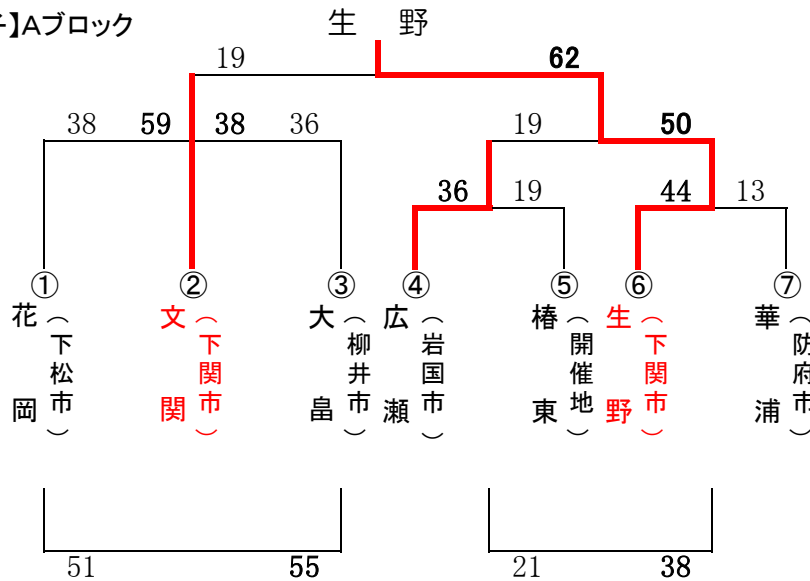 】Aブロック
生 野
19 62
38 59 38 36 19 50
36 19 44 13
① ② ③ ④ ⑤ ⑥ ⑦
花岡（下松市）
文関（下関市）
大畠（柳井市）
広瀬（岩国市）
椿東（開催地）
生野（下関市）
華浦（防府市）
51 55 21 38